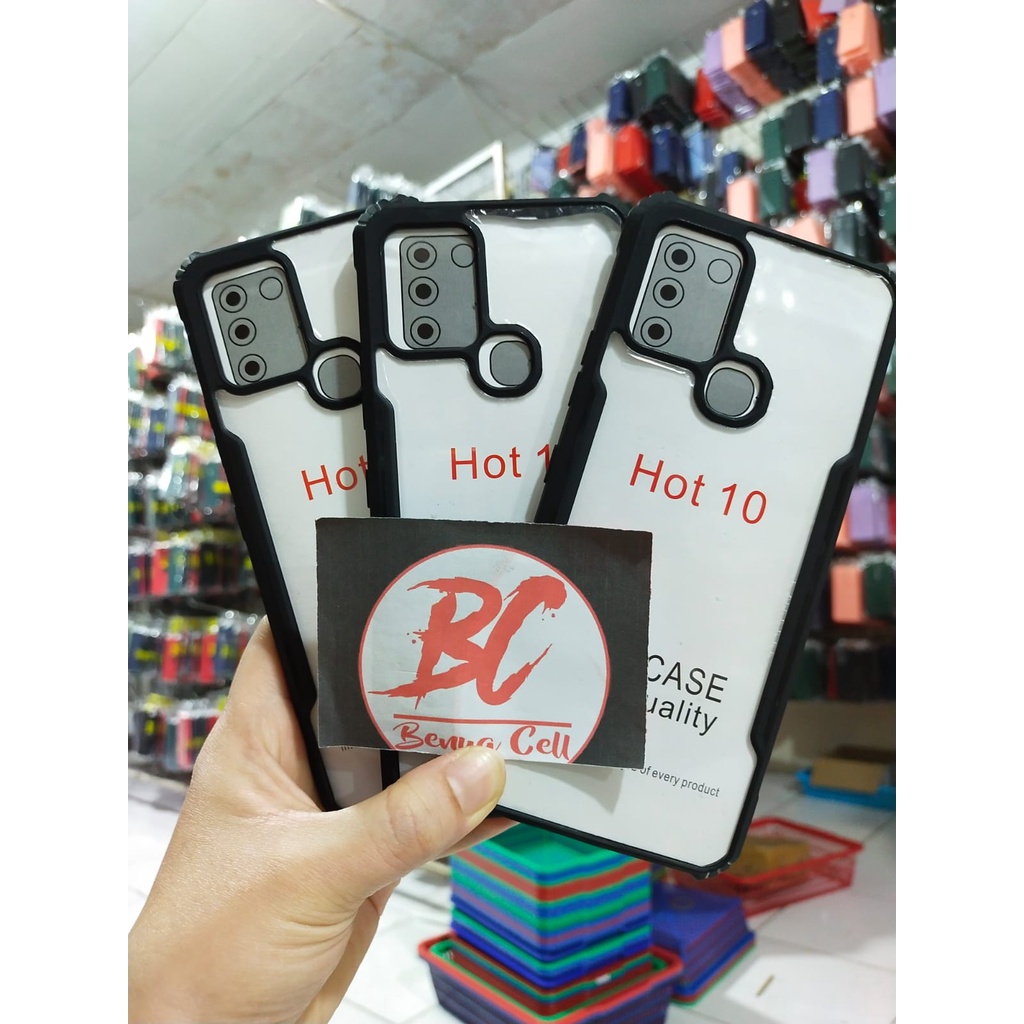 Hot
Hot 1
Hot 10
BC
Benua Cell
CASE
uality
of every product